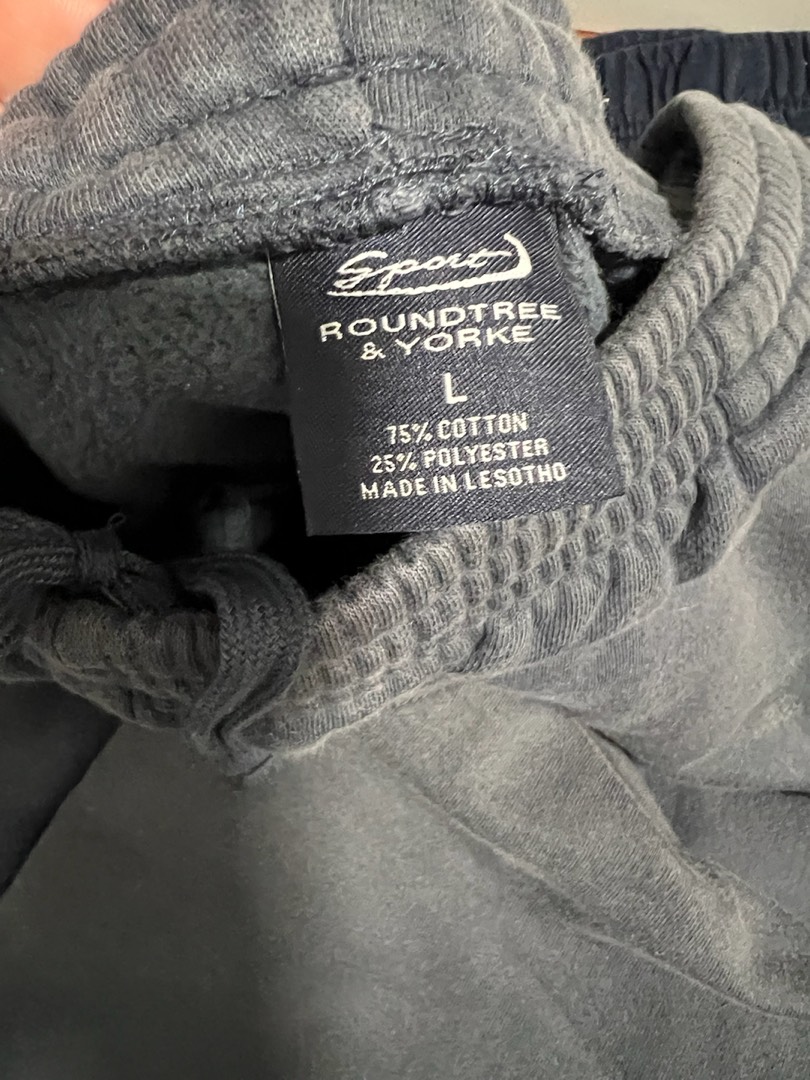 Sport
ROUNDTREE
& YORKE
L
75% COTTON
25% POLYESTER
MADE IN LESOTHO